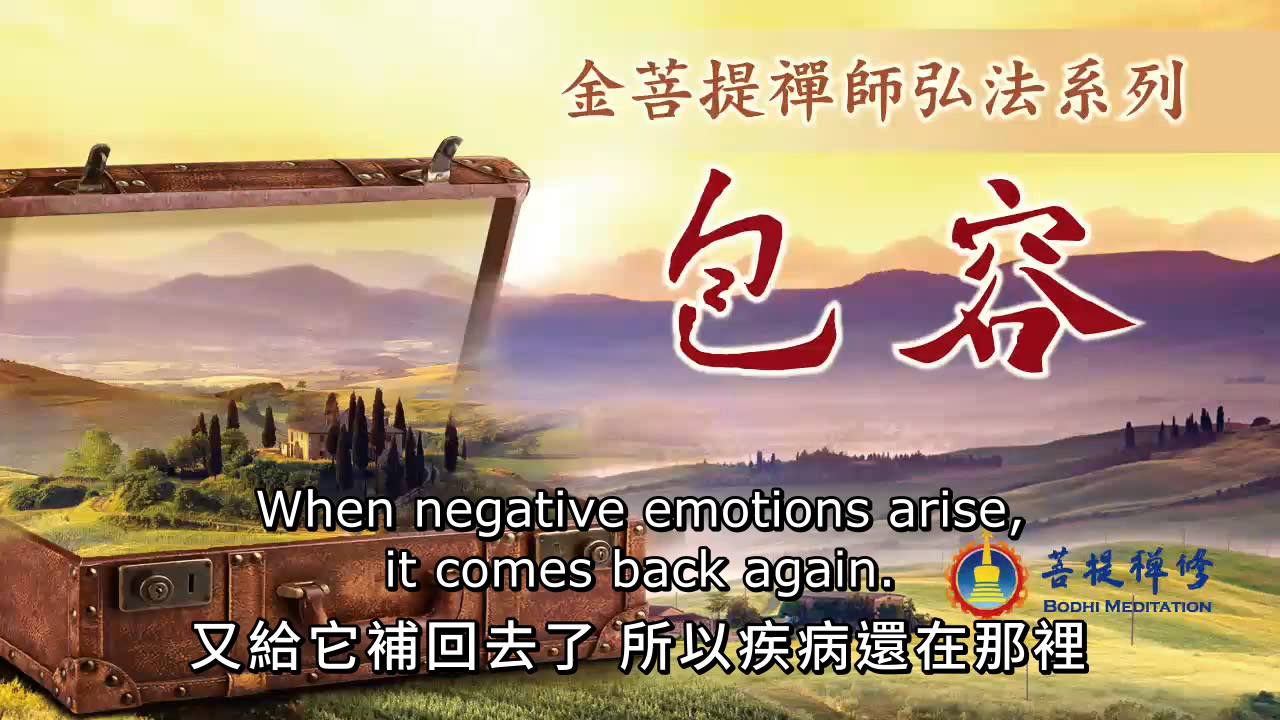 金菩提禪師弘法系列
包容
When negative emotions arise,
it comes back again.
菩提禪修
BODHI MEDITATION
又給它補回去了 所以疾病還在那裡